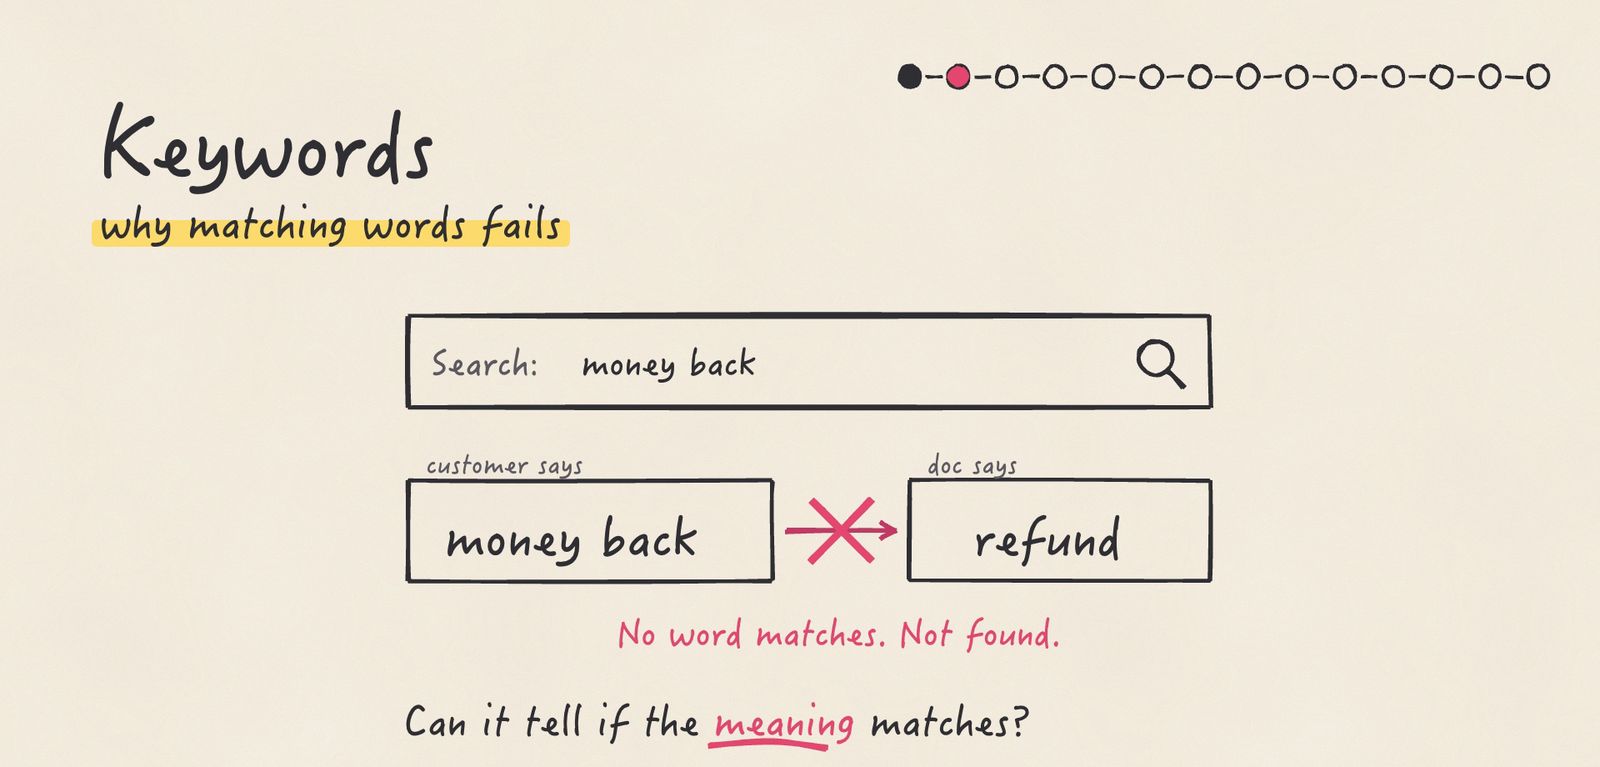 Keywords
why matching words fails
Search: money back
customer says
doc says
money back
refund
No word matches. Not found.
Can it tell if the meaning matches?